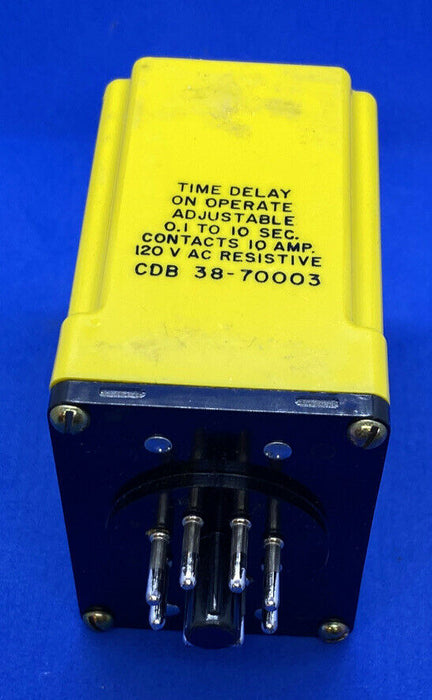 TIME DELAY
ON OPERATE
ADJUSTABLE
0.1 TO 10 SEC.
CONTACTS 10 AMP.
120 V AC RESISTIVE
CDB 38-70003